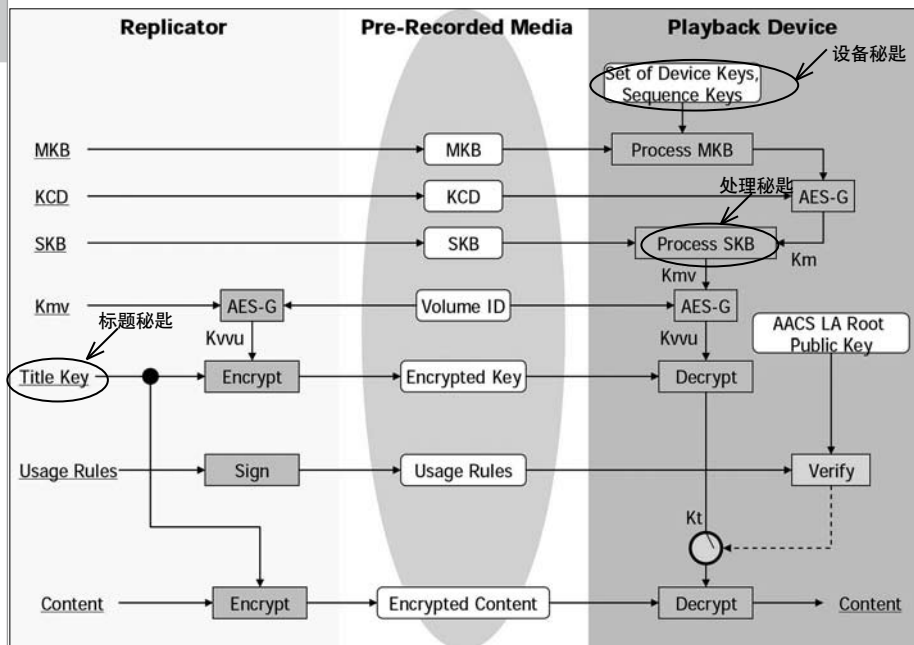 Replicator
Pre-Recorded Media
Playback Device
设备秘匙
Set of Device Keys,
Sequence Keys
MKB
MKB
Process MKB
处理秘匙
KCD
KCD
AES-G
SKB
SKB
Process SKB
Km
Kmv
Kmv
AES-G
Volume ID
AES-G
标题秘匙
Kvvu
Kvvu
AACS LA Root
Public Key
Title Key
Encrypt
Encrypted Key
Decrypt
Usage Rules
Sign
Usage Rules
Verify
Kt
Content
Encrypt
Encrypted Content
Decrypt
Content